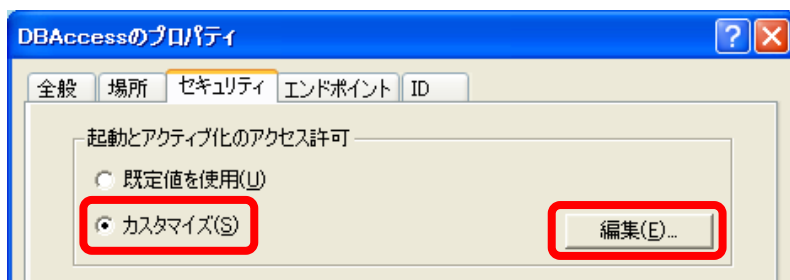 DBAccessのプロパティ
全般 場所 セキュリティ エンドポイント ID
起動とアクティブ化のアクセス許可
既定値を使用(U)
カスタマイズ(S) 編集(E)...